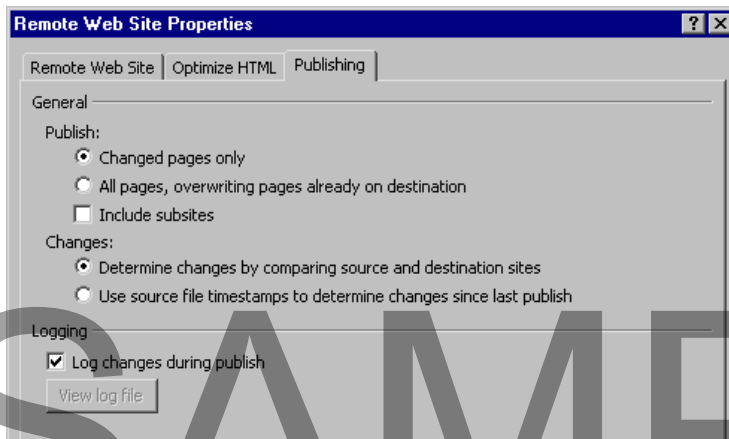 Remote Web Site Properties
Remote Web Site Optimize HTML Publishing
General
Publish:
Changed pages only
All pages, overwriting pages already on destination
Include subsites
Changes:
Determine changes by comparing source and destination sites
Use source file timestamps to determine changes since last publish
Logging
Log changes during publish
View log file